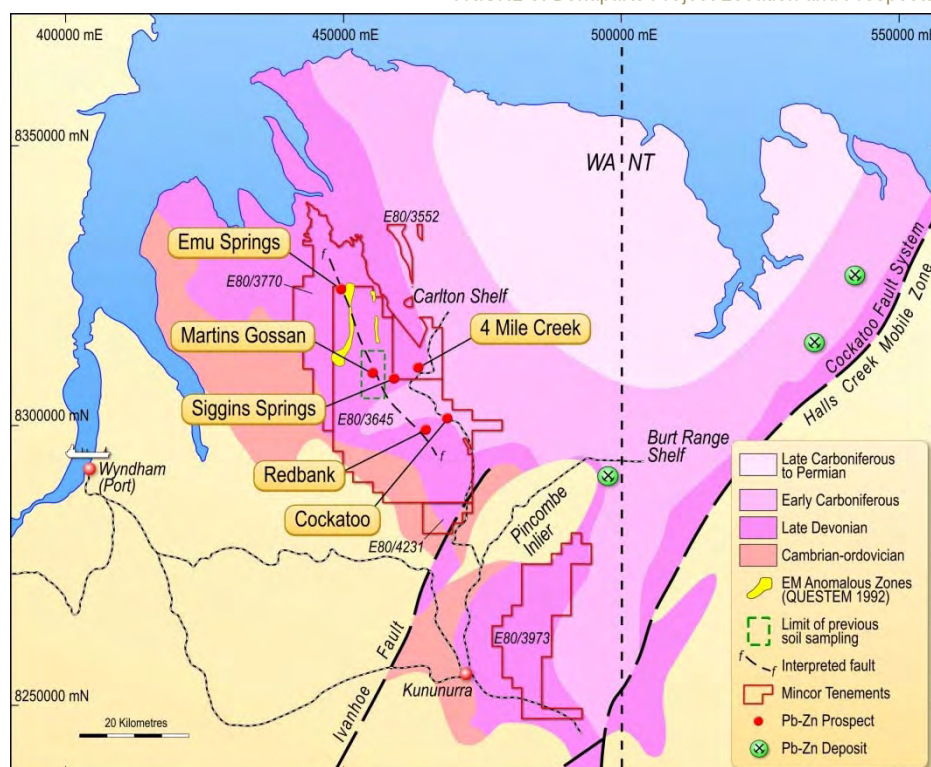 400000 mE
450000 mE
500000 mE
550000 mE
8350000 mN
WA
NT
E80/3552
Emu Springs
E80/3770
Carlton Shelf
Cockatoo Fault System
Halls Creek Mobile Zone
Martins Gossan
4 Mile Creek
Siggins Springs
E80/3645
8300000 mN
Burt Range
Shelf
Redbank
Wyndham
(Port)
Cockatoo
Pincombe
Inlier
E80/4231
E80/3973
Kununurra
Ivanhoe
Fault
8250000 mN
20 Kilometres
f
f
Late Carboniferous
to Permian
Early Carboniferous
Late Devonian
Cambrian-ordovician
EM Anomalous Zones
(QUESTEM 1992)
Limit of previous
soil sampling
f
f
Interpreted fault
Mincor Tenements
Pb-Zn Prospect
Pb-Zn Deposit